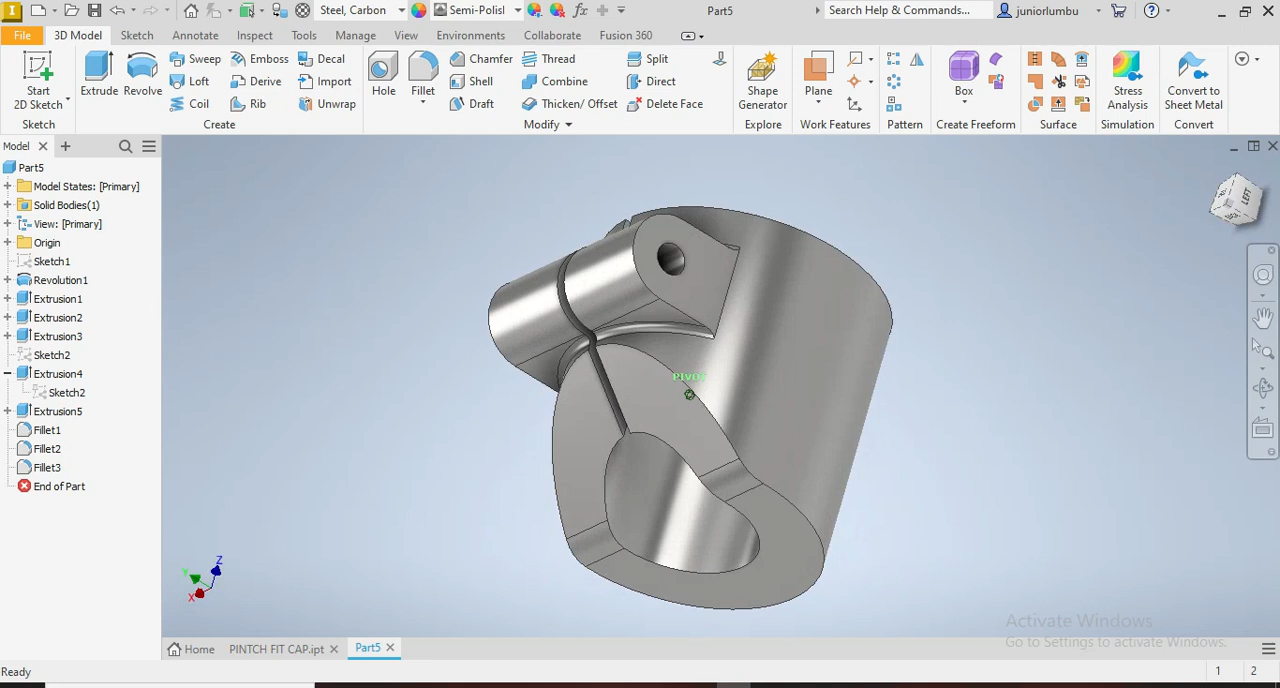 Steel, Carbon
Semi-Polisl
fx
Part5
Search Help & Commands...
juniorlumbu
File
3D Model
Sketch
Annotate
Inspect
Tools
Manage
View
Environments
Collaborate
Fusion 360
Start
2D Sketch
Extrude
Revolve
Sweep
Loft
Coil
Emboss
Derive
Rib
Decal
Import
Unwrap
Hole
Fillet
Chamfer
Shell
Draft
Thread
Combine
Thicken/ Offset
Split
Direct
Delete Face
Shape
Generator
Plane
Box
Stress
Analysis
Convert to
Sheet Metal
Sketch
Create
Modify
Explore
Work Features
Pattern
Create Freeform
Surface
Simulation
Convert
Model
Part5
Model States: [Primary]
Solid Bodies(1)
View: [Primary]
Origin
Sketch1
Revolution1
Extrusion1
Extrusion2
Extrusion3
Sketch2
Extrusion4
Sketch2
Extrusion5
Fillet1
Fillet2
Fillet3
End of Part
LEFT
PIVOT
Z
Y
X
Activate Windows
Go to Settings to activate Windows.
Home
PINTCH FIT CAP.ipt
Part5
Ready
1
2